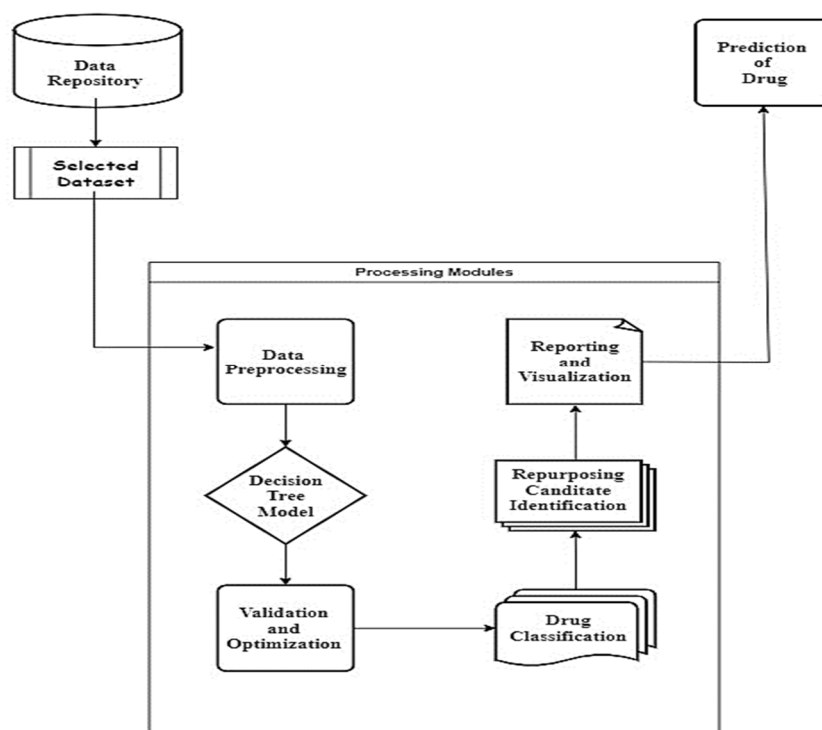 Data
Repository
Selected
Dataset
Prediction
of
Drug
Processing Modules
Data
Preprocessing
Decision
Tree
Model
Validation
and
Optimization
Drug
Classification
Repurposing
Canditate
Identification
Reporting
and
Visualization